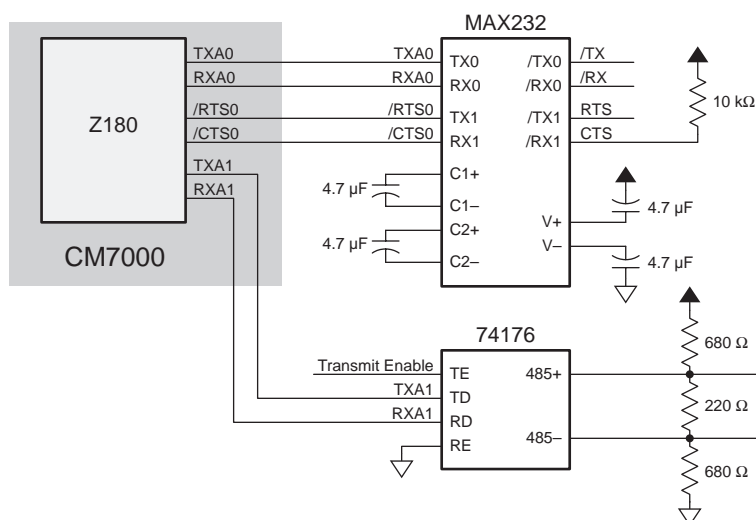 MAX232
TXA0 TXA0 TX0 /TX0 /TX
RXA0 RXA0 RX0 /RX0 /RX
10 kΩ
/RTS0 /RTS0 TX1 /TX1 RTS
Z180
/CTS0 /CTS0 RX1 /RX1 CTS
TXA1
C1+
RXA1
4.7 µF
C1–
V+
4.7 µF
C2+
4.7 µF
V–
CM7000
C2–
4.7 µF
74176
680 Ω
Transmit Enable TE 485+
TXA1 TD
220 Ω
RXA1 RD
485–
RE
680 Ω